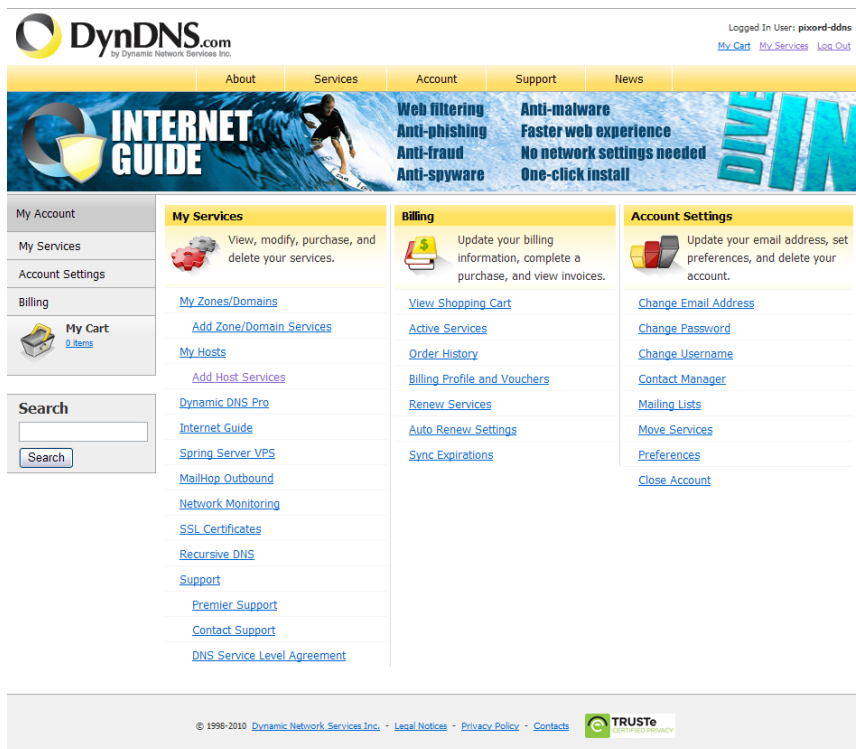 DynDNS.com
by Dynamic Network Services Inc.
Logged In User: pixord-ddns
My Cart My Services Log Out
About Services Account Support News
INTERNET GUIDE
Web filtering
Anti-phishing
Anti-fraud
Anti-spyware
Anti-malware
Faster web experience
No network settings needed
One-click install
DIVE
IN
My Account
My Services
Account Settings
Billing
My Cart
0 items
Search
Search
My Services
View, modify, purchase, and
delete your services.
My Zones/Domains
Add Zone/Domain Services
My Hosts
Add Host Services
Dynamic DNS Pro
Internet Guide
Spring Server VPS
MailHop Outbound
Network Monitoring
SSL Certificates
Recursive DNS
Support
Premier Support
Contact Support
DNS Service Level Agreement
Billing
Update your billing
information, complete a
purchase, and view invoices.
View Shopping Cart
Active Services
Order History
Billing Profile and Vouchers
Renew Services
Auto Renew Settings
Sync Expirations
Account Settings
Update your email address, set
preferences, and delete your
account.
Change Email Address
Change Password
Change Username
Contact Manager
Mailing Lists
Move Services
Preferences
Close Account
© 1998-2010 Dynamic Network Services Inc. - Legal Notices - Privacy Policy - Contacts
TRUSTe
CERTIFIED PRIVACY